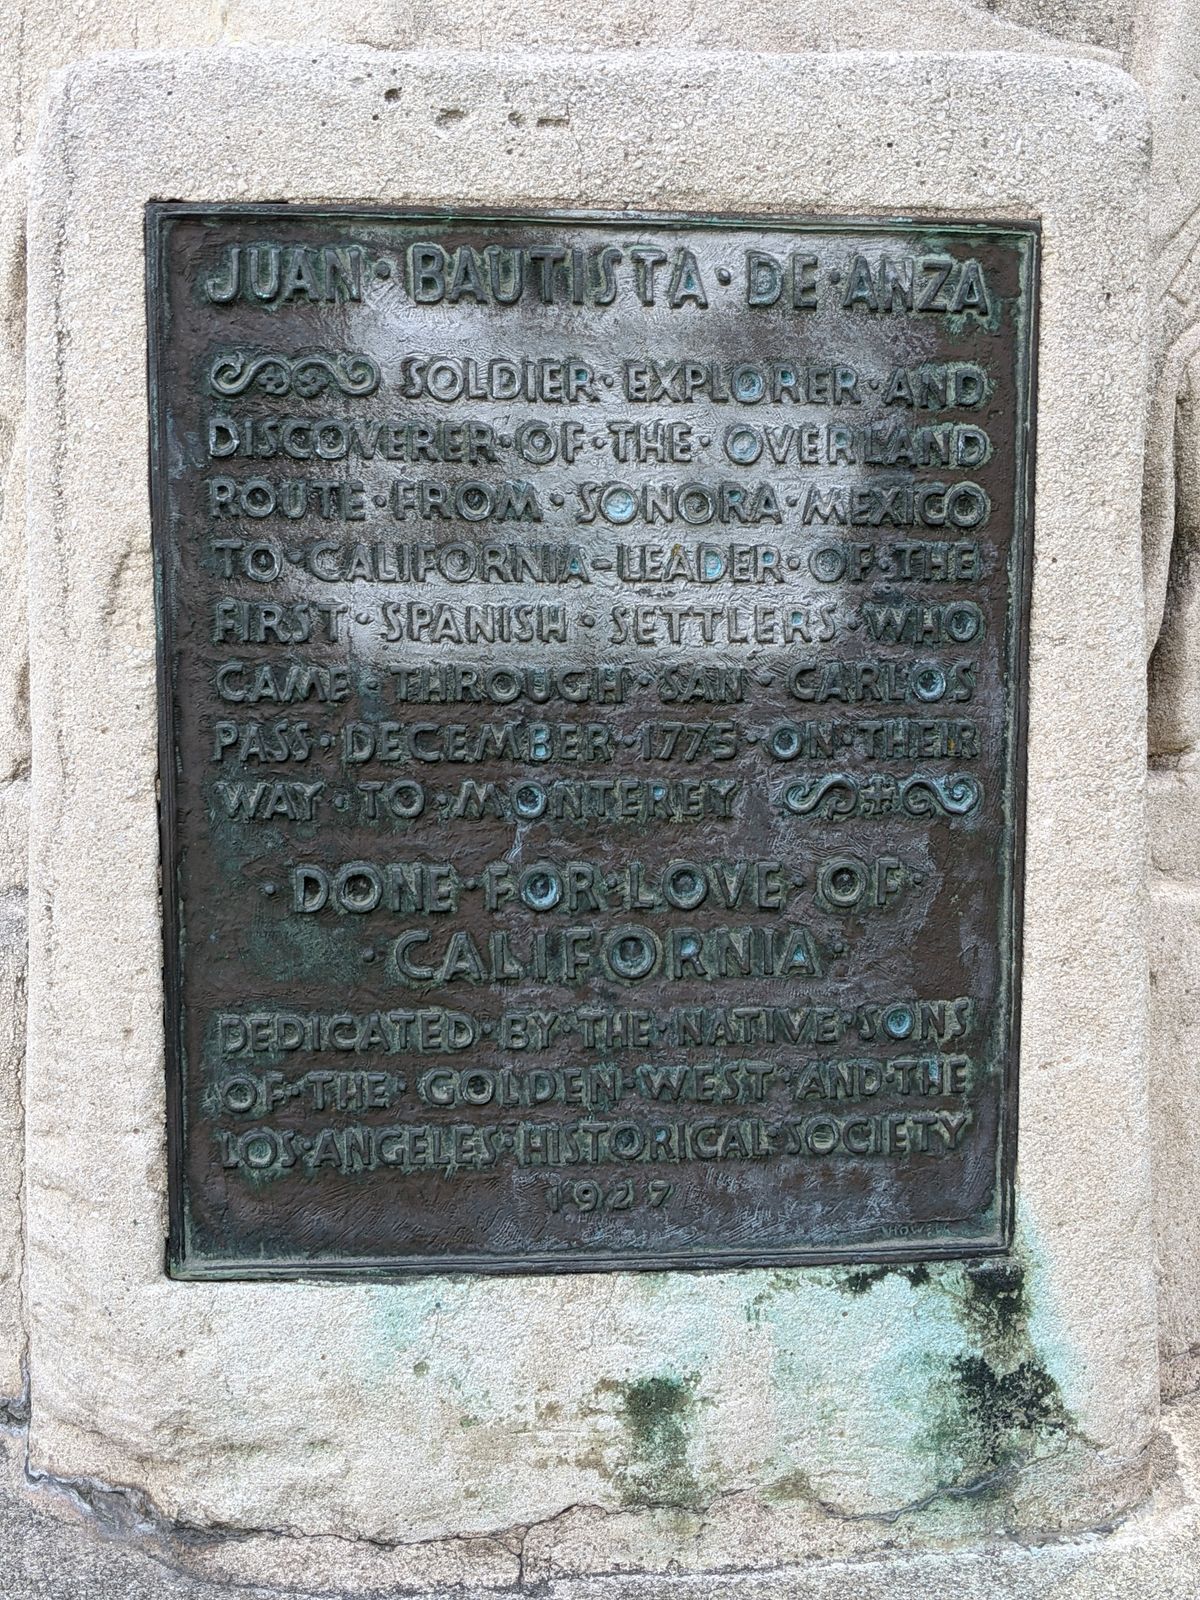 JUAN·BAUTISTA·DE·ANZA
SOLDIER·EXPLORER·AND
DISCOVERER·OF·THE·OVERLAND
ROUTE·FROM·SONORA·MEXICO
TO·CALIFORNIA-LEADER·OF·THE
FIRST·SPANISH·SETTLERS·WHO
CAME·THROUGH·SAN·CARLOS
PASS·DECEMBER·1775·ON·THEIR
WAY·TO·MONTEREY
·DONE·FOR·LOVE·OF·
·CALIFORNIA·
DEDICATED·BY·THE·NATIVE·SONS
OF·THE·GOLDEN·WEST·AND·THE
LOS·ANGELES·HISTORICAL·SOCIETY
1927